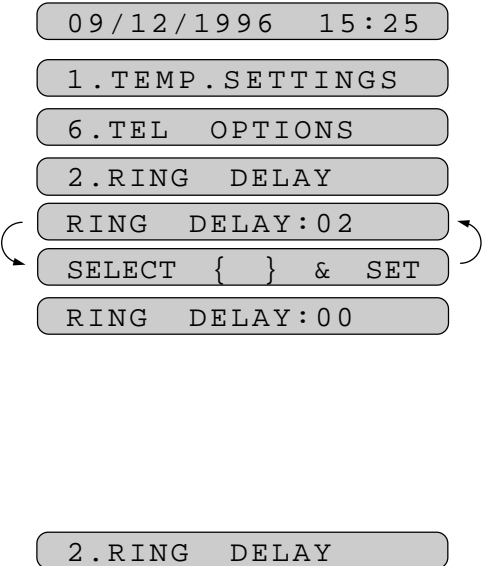 09/12/1996 15:25
1.TEMP.SETTINGS
6.TEL OPTIONS
2.RING DELAY
RING DELAY:02
SELECT { } & SET
RING DELAY:00
2.RING DELAY